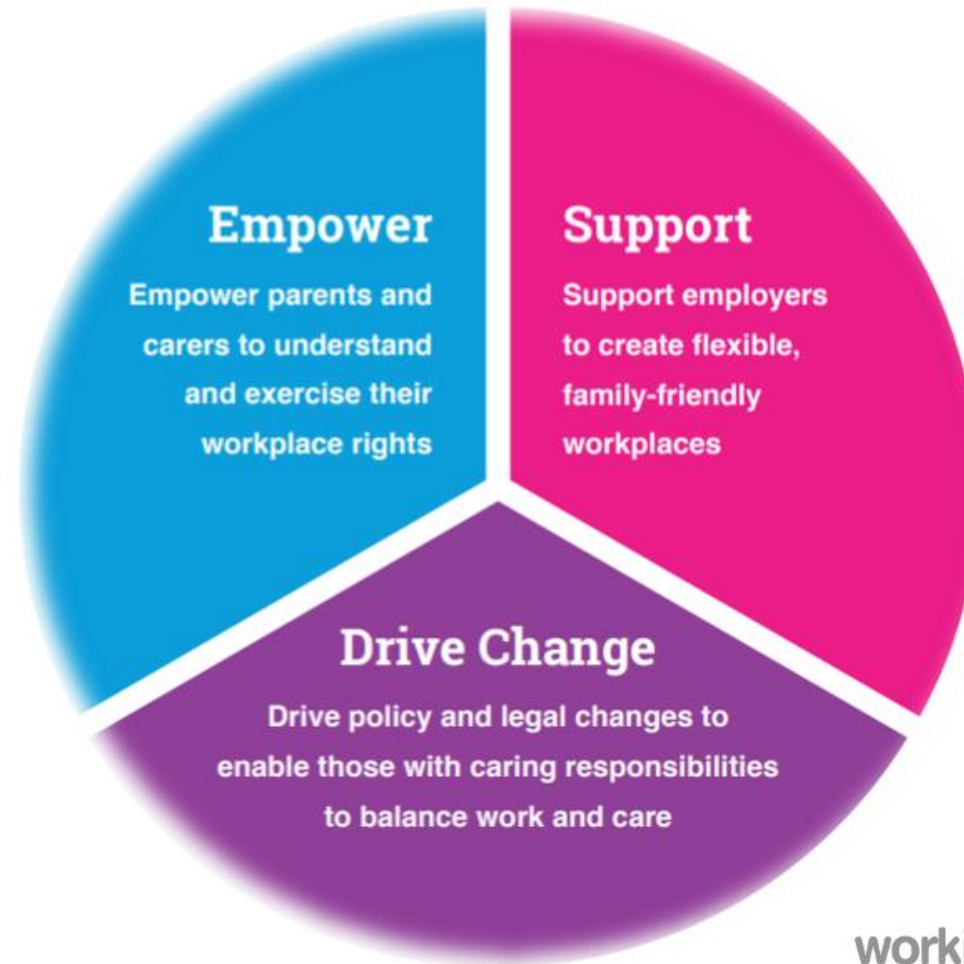 Empower
Empower parents and
carers to understand
and exercise their
workplace rights
Support
Support employers
to create flexible,
family-friendly
workplaces
Drive Change
Drive policy and legal changes to
enable those with caring responsibilities
to balance work and care